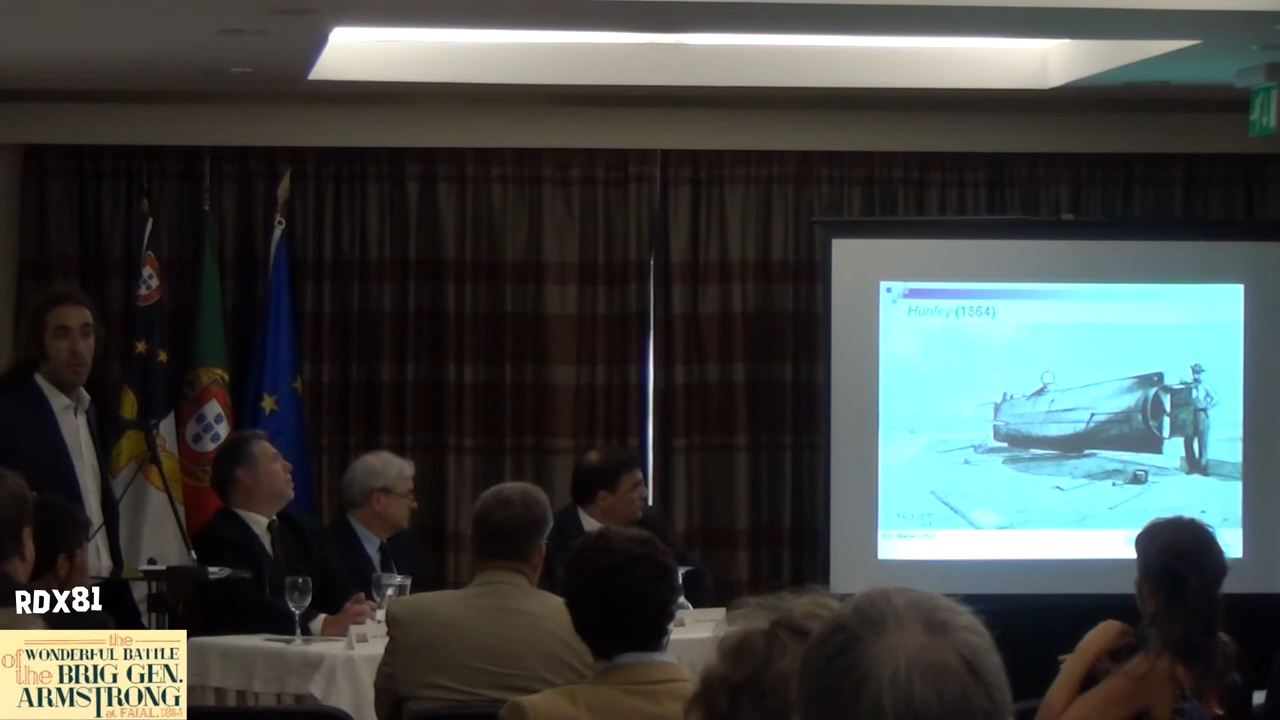 Hunley (1864)
RDX81
the
WONDERFUL BATTLE
of the BRIG GEN.
ARMSTRONG
at FAIAL, 1814